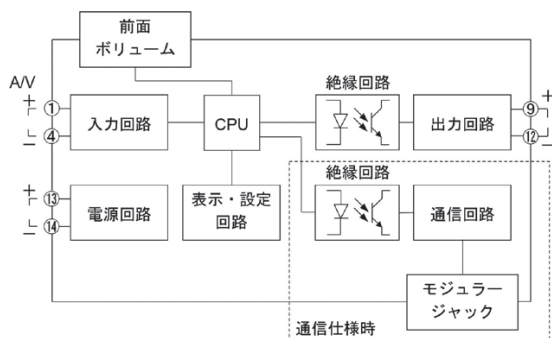 前面
ボリューム
A/V
絶縁回路
+
①
入力回路
CPU
出力回路
⑨
+
−
④
⑫
−
絶縁回路
+
⑬
電源回路
表示・設定
回路
通信回路
−
⑭
モジュラー
ジャック
通信仕様時